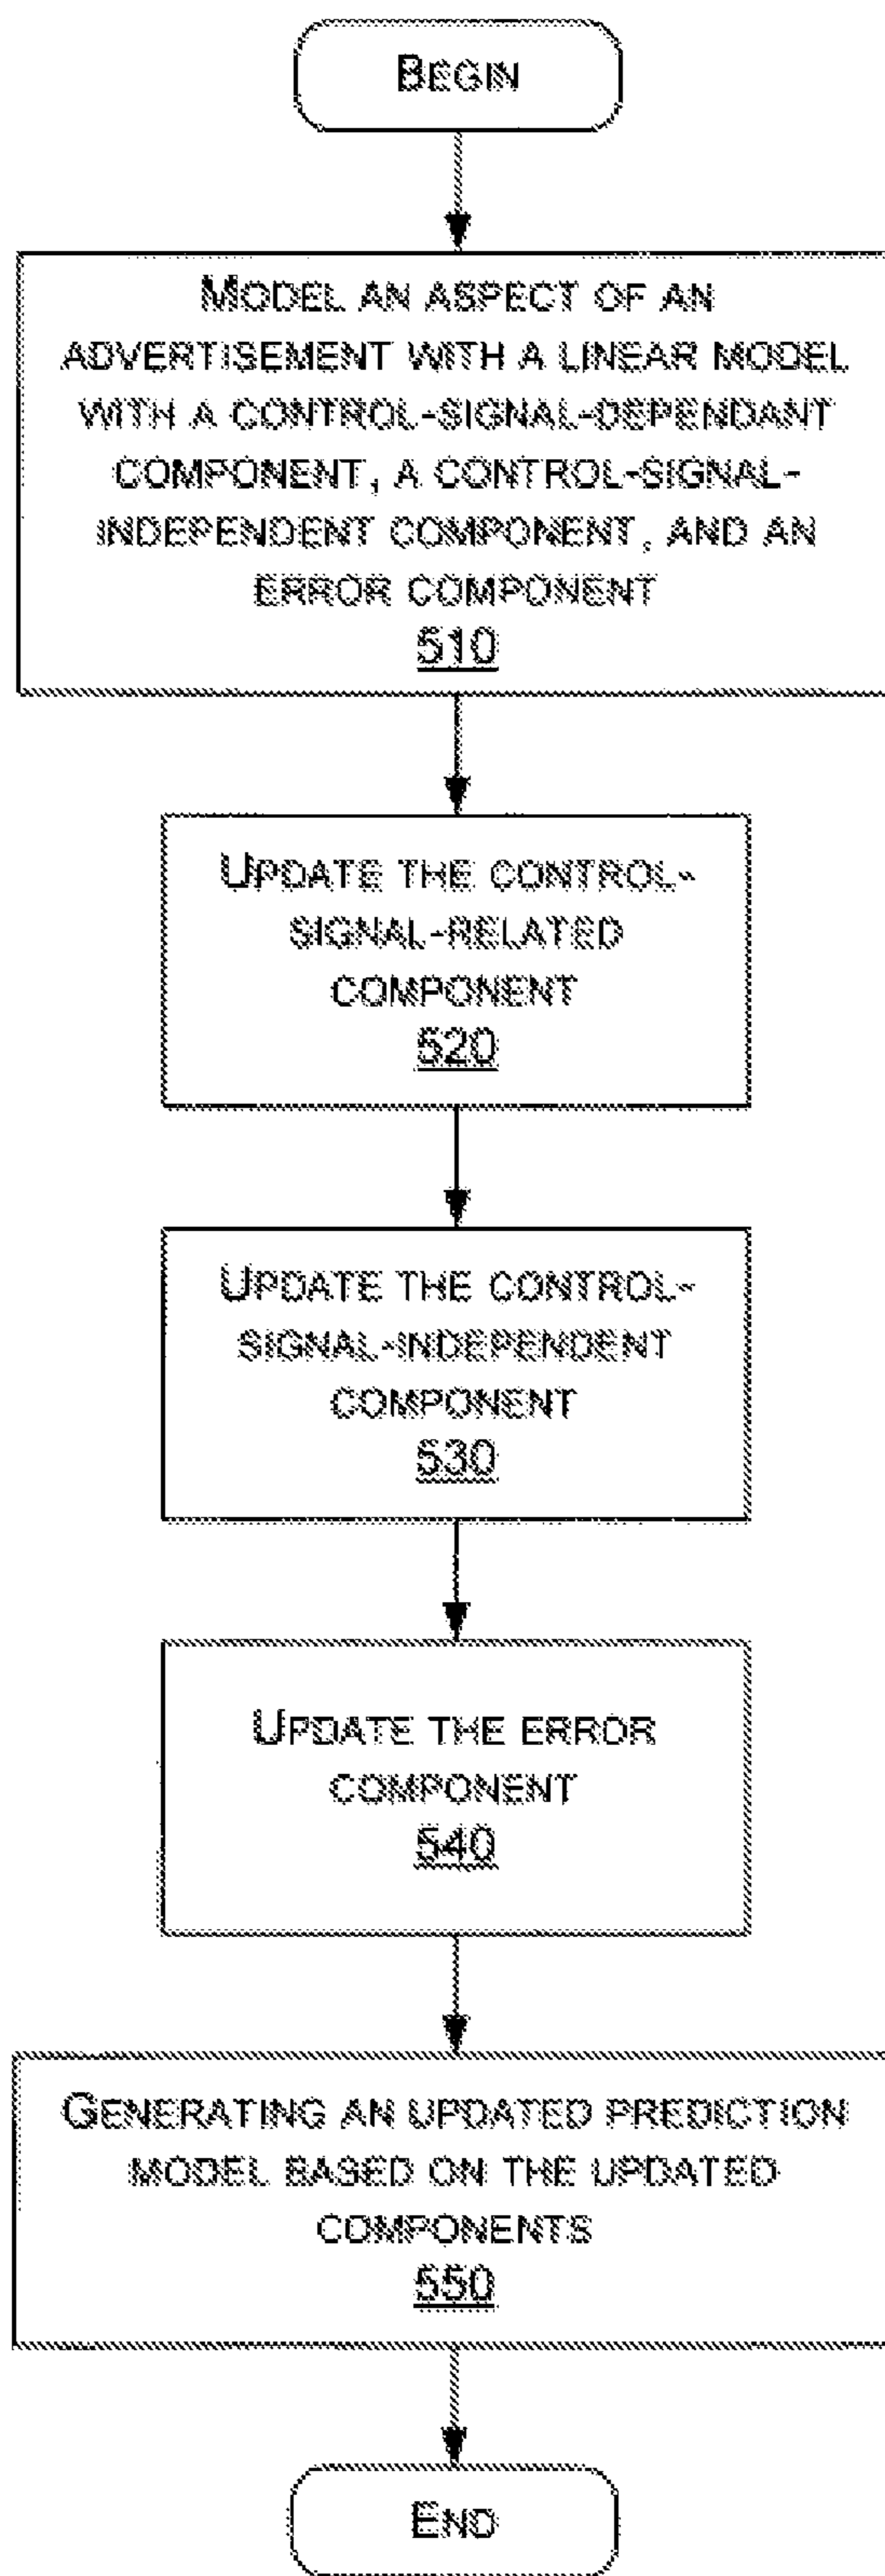 BEGIN
MODEL AN ASPECT OF AN
ADVERTISEMENT WITH A LINEAR MODEL
WITH A CONTROL-SIGNAL-DEPENDANT
COMPONENT, A CONTROL-SIGNAL-
INDEPENDENT COMPONENT, AND AN
ERROR COMPONENT
510
UPDATE THE CONTROL-
SIGNAL-RELATED
COMPONENT
520
UPDATE THE CONTROL-
SIGNAL-INDEPENDENT
COMPONENT
530
UPDATE THE ERROR
COMPONENT
540
GENERATING AN UPDATED PREDICTION
MODEL BASED ON THE UPDATED
COMPONENTS
550
END